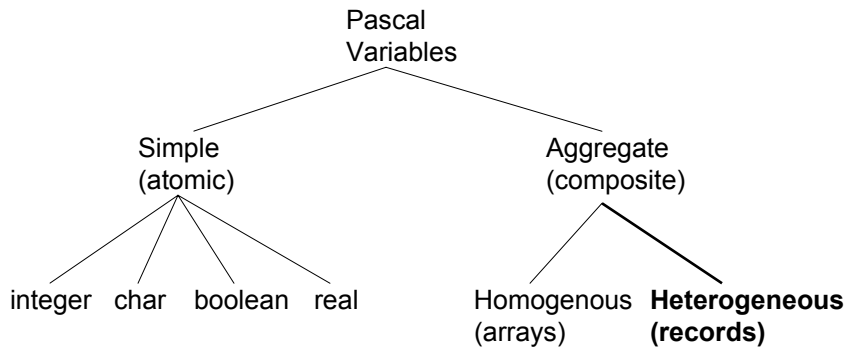 Pascal
Variables
Simple
(atomic)
Aggregate
(composite)
integer char boolean real
Homogenous
(arrays)
Heterogeneous
(records)